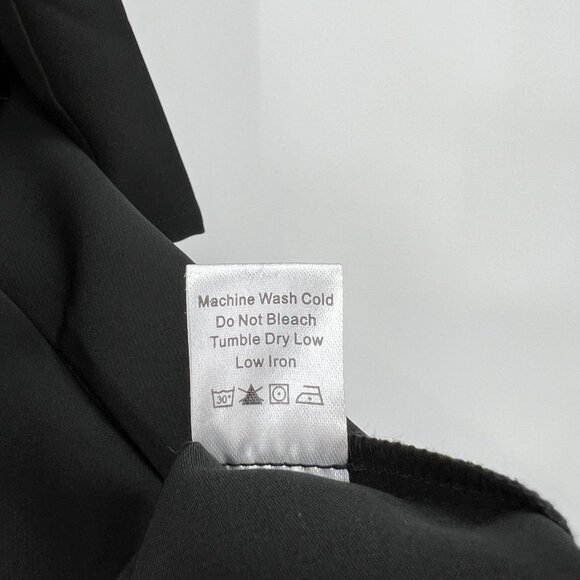 Machine Wash Cold
Do Not Bleach
Tumble Dry Low
Low Iron
30°